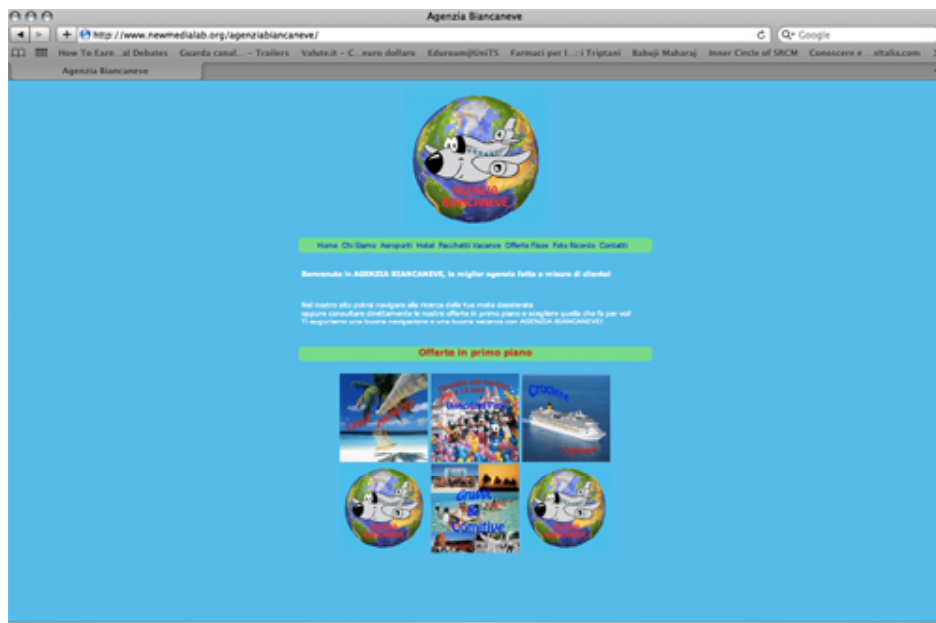 Agenzia Biancaneve
http://www.newmedialab.org/agenziabiancaneve/
Google
How To Earn...al Debates Guarda canal... – Trailers Valute.it – C...euro dollaro Eduroam@UniTS Farmaci per l...: i Triptani Babuji Maharaj Inner Circle of SRCM Conoscere e ...sitalia.com
Agenzia Biancaneve
AGENZIA
BIANCANEVE
Home Chi Siamo Aeroporti Hotel Pacchetti Vacanze Offerte Fisse Foto Ricordo Contatti
Benvenuto in AGENZIA BIANCANEVE, la miglior agenzia fatta a misura di cliente!
Nel nostro sito potrai navigare alla ricerca delle tue mete desiderate
oppure consultare direttamente le nostre offerte in primo piano e scegliere quella che fa per voi!
Ti auguriamo una buona navigazione e una buona vacanza con AGENZIA BIANCANEVE!
Offerte in primo piano
Crociere
Gruppi
&
Comitive
AGENZIA
BIANCANEVE
AGENZIA
BIANCANEVE